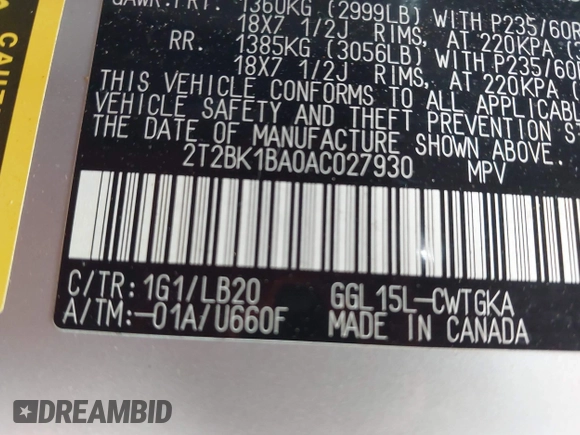 GAWR:FRT. 1360KG (2999LB) WITH P235/60R
18X7 1/2J RIMS, AT 220KPA
RR. 1385KG (3056LB) WITH P235/60R
18X7 1/2J RIMS, AT 220KPA
THIS VEHICLE CONFORMS TO ALL APPLICABLE
VEHICLE SAFETY AND THEFT PREVENTION
THE DATE OF MANUFACTURE SHOWN ABOVE.
2T2BK1BA0AC027930 MPV
C/TR: 1G1/LB20 GGL15L-CWTGKA
A/TM:-01A/U660F MADE IN CANADA
DREAMBID